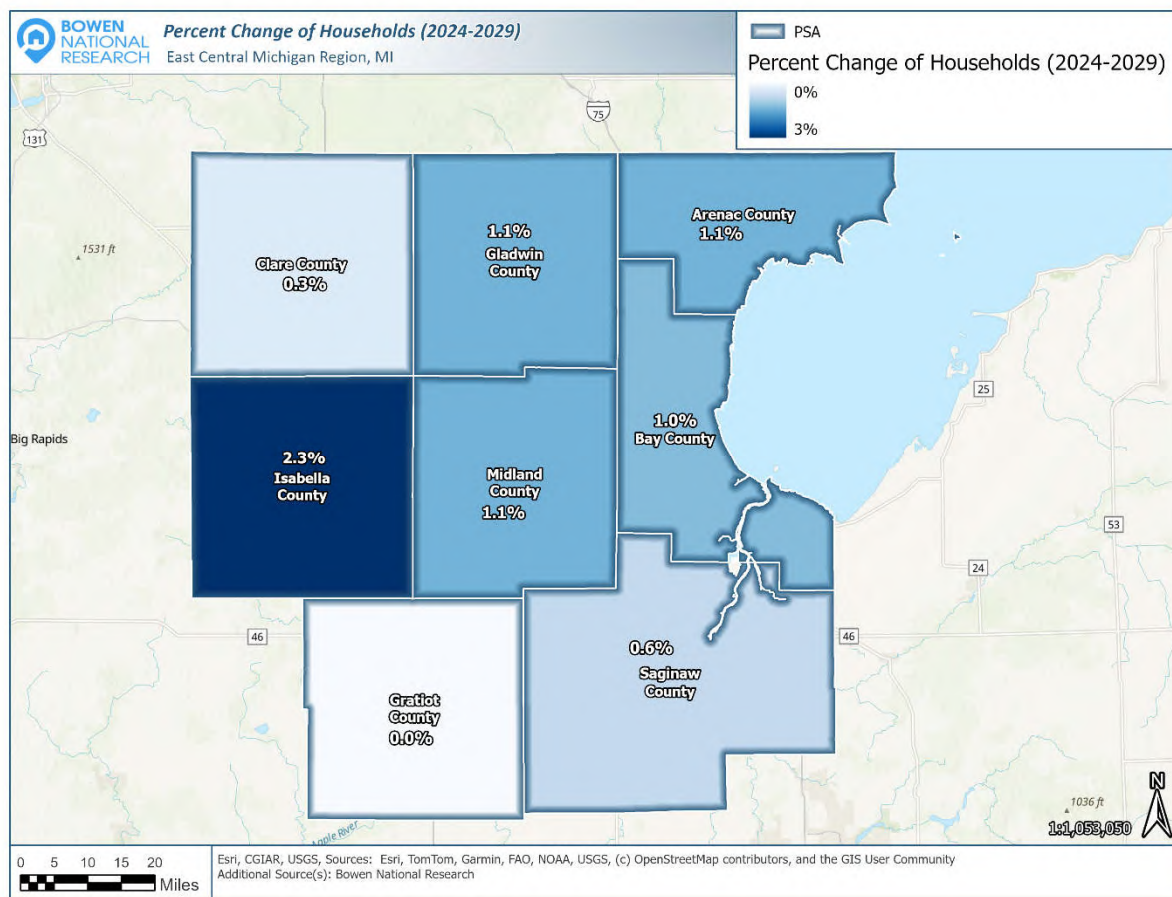 BOWEN
NATIONAL
RESEARCH
Percent Change of Households (2024-2029)
East Central Michigan Region, MI
PSA
Percent Change of Households (2024-2029)
0%
3%
75
131
1531 ft
Clare County
0.3%
1.1%
Gladwin
County
Arenac County
1.1%
25
Big Rapids
2.3%
Isabella
County
Midland
County
1.1%
1.0%
Bay County
53
24
46
46
Gratiot
County
0.0%
0.6%
Saginaw
County
Apple River
1036 ft
N
1:1,053,050
0 5 10 15 20
Miles
Esri, CGIAR, USGS, Sources: Esri, TomTom, Garmin, FAO, NOAA, USGS, (c) OpenStreetMap contributors, and the GIS User Community
Additional Source(s): Bowen National Research